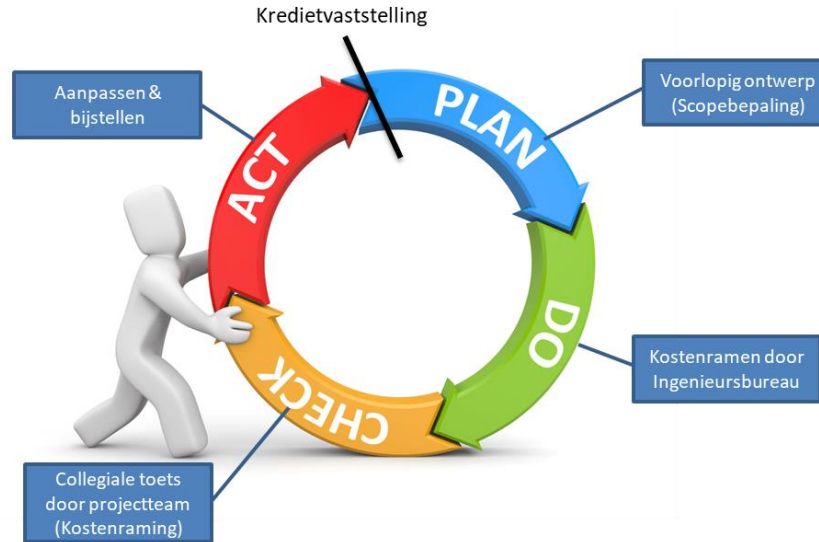 Kredietvaststelling
Aanpassen &
bijstellen
PLAN
Voorlopig ontwerp
(Scopebepaling)
ACT
DO
Kostenramen door
Ingenieursbureau
CHECK
Collegiale toets
door projectteam
(Kostenraming)